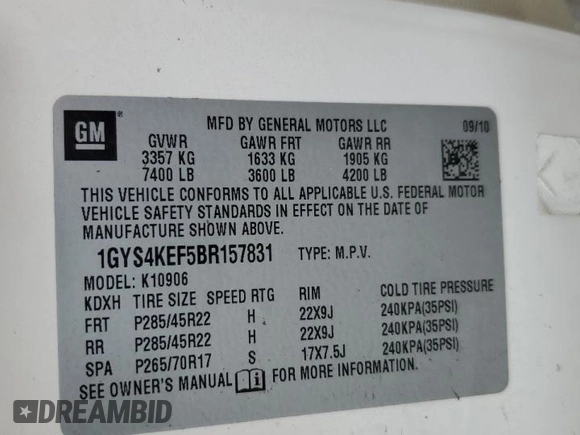 GM
®
MFD BY GENERAL MOTORS LLC 09/10
GVWR GAWR FRT GAWR RR
3357 KG 1633 KG 1905 KG
7400 LB 3600 LB 4200 LB
THIS VEHICLE CONFORMS TO ALL APPLICABLE U.S. FEDERAL MOTOR
VEHICLE SAFETY STANDARDS IN EFFECT ON THE DATE OF
MANUFACTURE SHOWN ABOVE.
1GYS4KEF5BR157831 TYPE: M.P.V.
MODEL: K10906
KDXH TIRE SIZE SPEED RTG RIM COLD TIRE PRESSURE
FRT P285/45R22 H 22X9J 240KPA(35PSI)
RR P285/45R22 H 22X9J 240KPA(35PSI)
SPA P265/70R17 S 17X7.5J 240KPA(35PSI)
SEE OWNER'S MANUAL FOR MORE INFORMATION.
DREAMBID